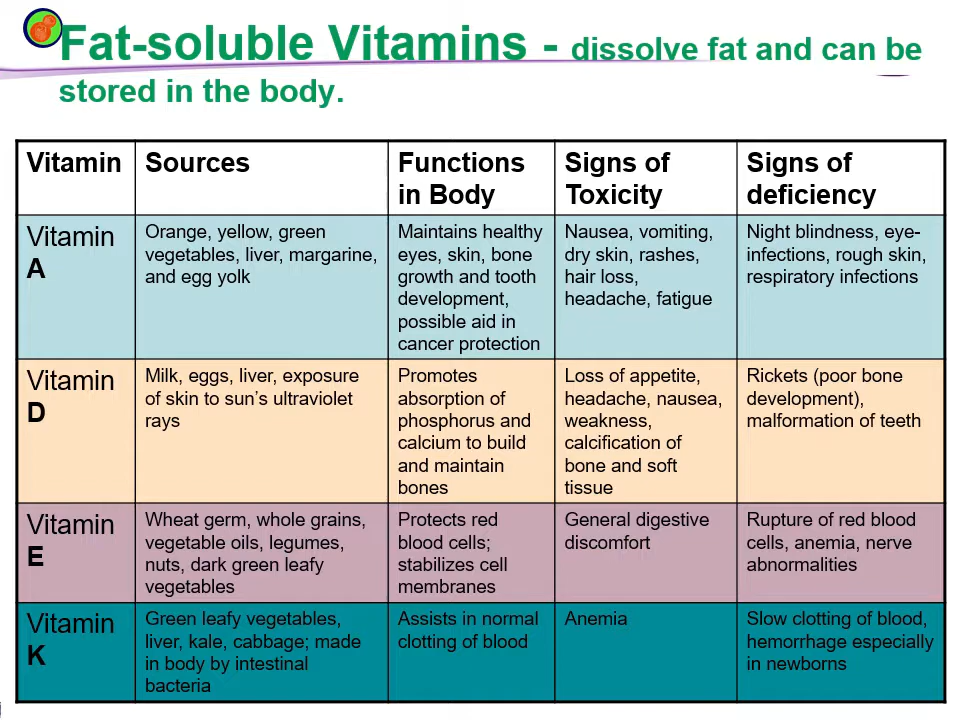 Fat-soluble Vitamins - dissolve fat and can be
stored in the body.
Vitamin
Sources
Functions
in Body
Signs of
Toxicity
Signs of
deficiency
Vitamin
A
Orange, yellow, green
vegetables, liver, margarine,
and egg yolk
Maintains healthy
eyes, skin, bone
growth and tooth
development,
possible aid in
cancer protection
Nausea, vomiting,
dry skin, rashes,
hair loss,
headache, fatigue
Night blindness, eye-
infections, rough skin,
respiratory infections
Vitamin
D
Milk, eggs, liver, exposure
of skin to sun’s ultraviolet
rays
Promotes
absorption of
phosphorus and
calcium to build
and maintain
bones
Loss of appetite,
headache, nausea,
weakness,
calcification of
bone and soft
tissue
Rickets (poor bone
development),
malformation of teeth
Vitamin
E
Wheat germ, whole grains,
vegetable oils, legumes,
nuts, dark green leafy
vegetables
Protects red
blood cells;
stabilizes cell
membranes
General digestive
discomfort
Rupture of red blood
cells, anemia, nerve
abnormalities
Vitamin
K
Green leafy vegetables,
liver, kale, cabbage; made
in body by intestinal
bacteria
Assists in normal
clotting of blood
Anemia
Slow clotting of blood,
hemorrhage especially
in newborns